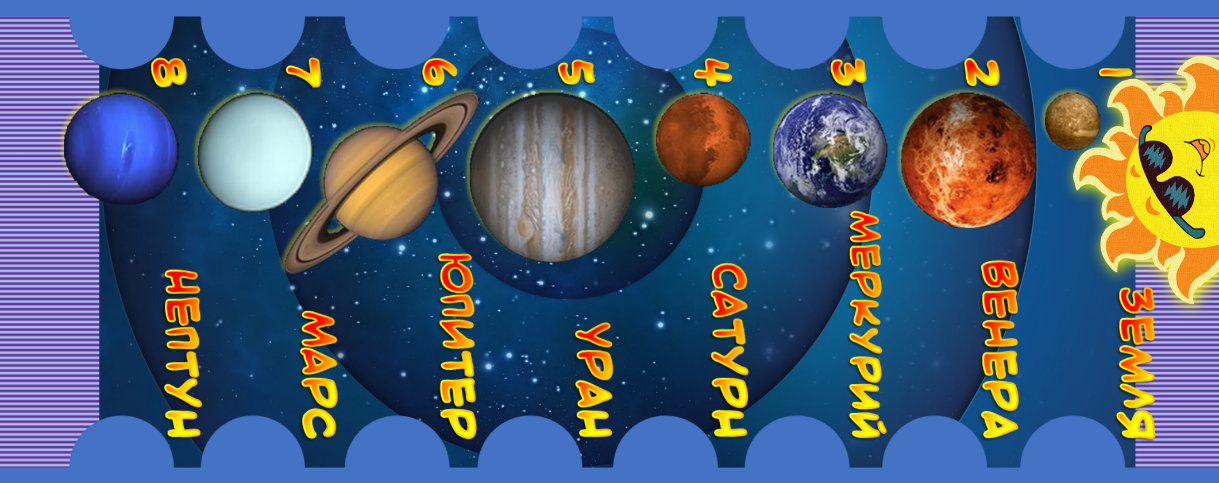 1 ЗЕМЛЯ
2 ВЕНЕРА
3 МЕРКУРИЙ
4 САТУРН
5 УРАН
6 ЮПИТЕР
7 МАРС
8 НЕПТУН